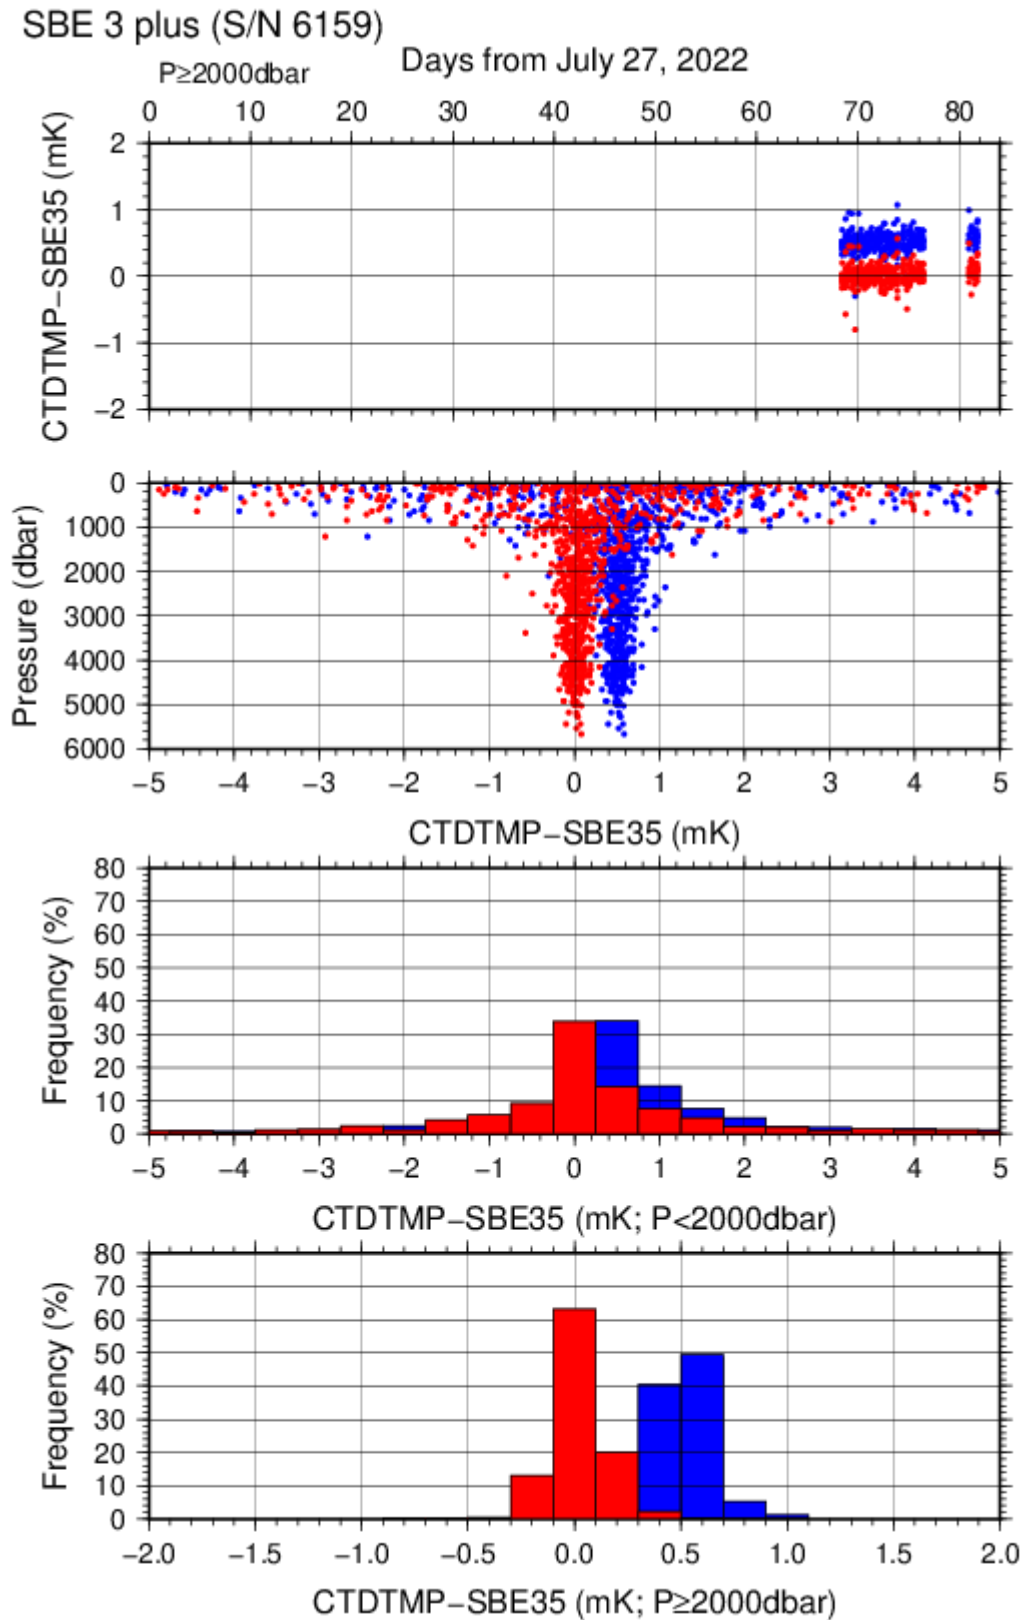 SBE 3 plus (S/N 6159)
P≥2000dbar
Days from July 27, 2022
0 10 20 30 40 50 60 70 80
CTDTMP−SBE35 (mK)
2
1
0
−1
−2
Pressure (dbar)
0
1000
2000
3000
4000
5000
6000
−5 −4 −3 −2 −1 0 1 2 3 4 5
CTDTMP−SBE35 (mK)
Frequency (%)
80
70
60
50
40
30
20
10
0
−5 −4 −3 −2 −1 0 1 2 3 4 5
CTDTMP−SBE35 (mK; P<2000dbar)
Frequency (%)
80
70
60
50
40
30
20
10
0
−2.0 −1.5 −1.0 −0.5 0.0 0.5 1.0 1.5 2.0
CTDTMP−SBE35 (mK; P≥2000dbar)